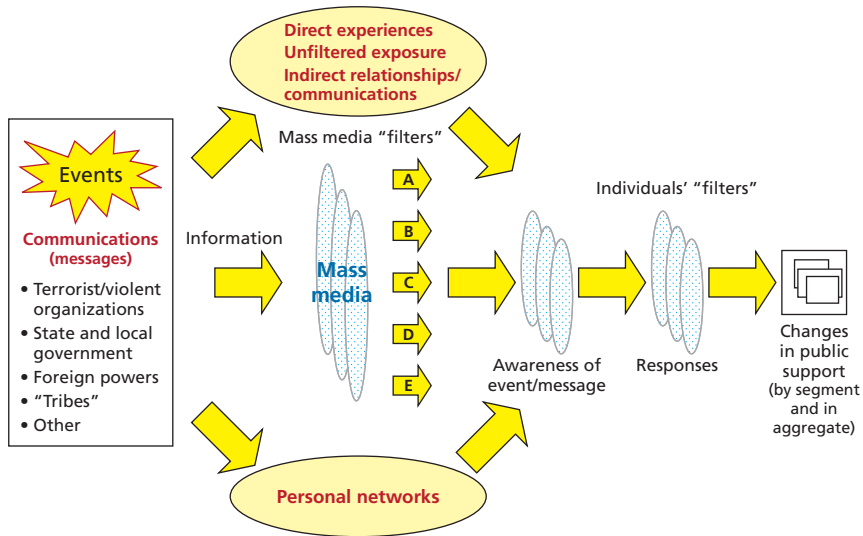 Direct experiences
Unfiltered exposure
Indirect relationships/
communications
Mass media “filters”
Events
Communications
(messages)
• Terrorist/violent
organizations
• State and local
government
• Foreign powers
• “Tribes”
• Other
Information
Mass
media
A
B
C
D
E
Individuals’ “filters”
Awareness of
event/message
Responses
Changes
in public
support
(by segment
and in
aggregate)
Personal networks